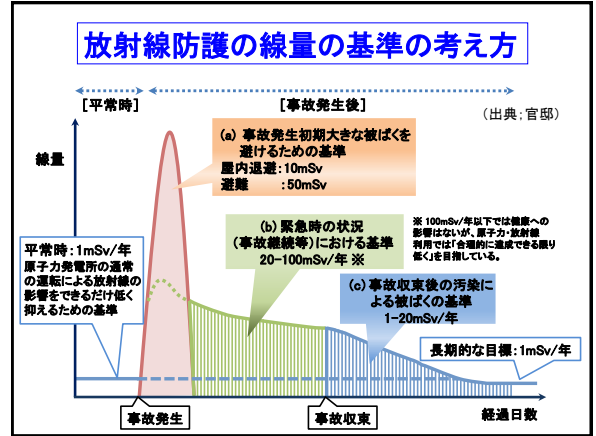 放射線防護の線量の基準の考え方
[平常時]
[事故発生後]
(出典;官邸)
線量
(a) 事故発生初期大きな被ばくを
避けるための基準
屋内退避:10mSv
避難　　:50mSv
(b) 緊急時の状況
(事故継続等)における基準
20-100mSv/年 ※
※ 100mSv/年以下では健康への
影響はないが、原子力・放射線
利用では「合理的に達成できる限り
低く」を目指している。
平常時:1mSv/年
原子力発電所の通常
の運転による放射線の
影響をできるだけ低く
抑えるための基準
(c) 事故収束後の汚染に
よる被ばくの基準
1-20mSv/年
長期的な目標:1mSv/年
事故発生
事故収束
経過日数